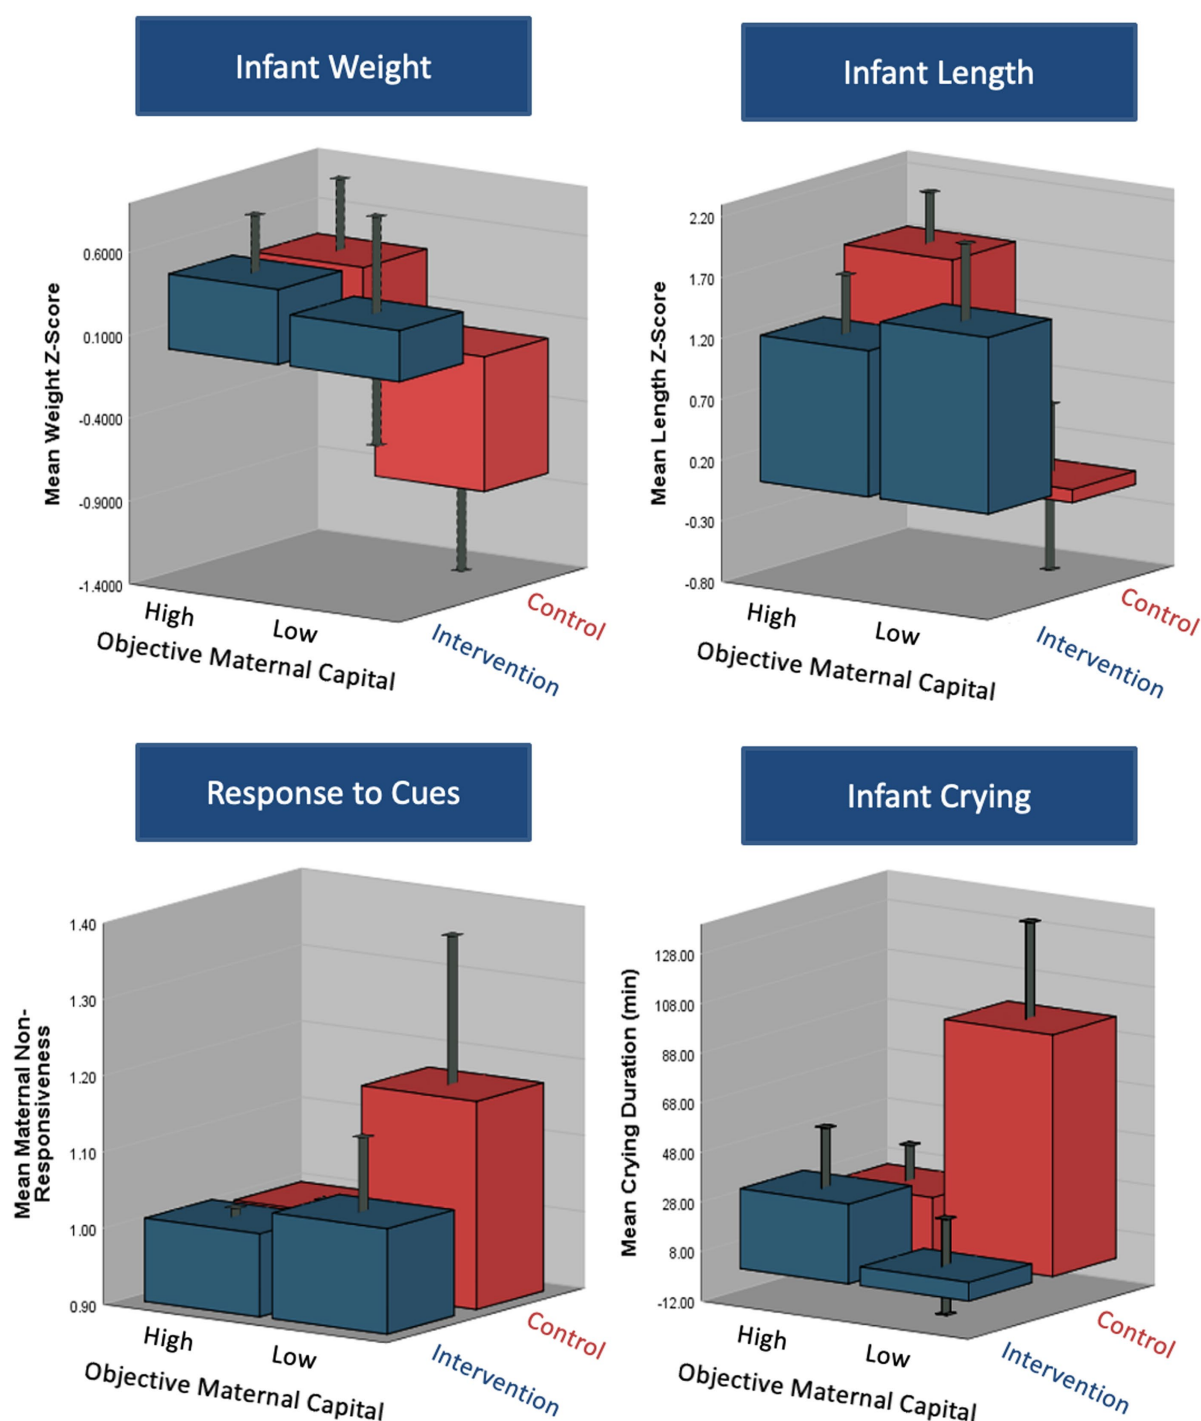 Infant Weight
Infant Length
Mean Weight Z-Score
0.6000
0.1000
-0.4000
-0.9000
-1.4000
High
Low
Objective Maternal Capital
Intervention
Control
Mean Length Z-Score
2.20
1.70
1.20
0.70
0.20
-0.30
-0.80
High
Low
Objective Maternal Capital
Intervention
Control
Response to Cues
Infant Crying
Mean Maternal Non-
Responsiveness
1.40
1.30
1.20
1.10
1.00
0.90
High
Low
Objective Maternal Capital
Intervention
Control
Mean Crying Duration (min)
128.00
108.00
88.00
68.00
48.00
28.00
8.00
-12.00
High
Low
Objective Maternal Capital
Intervention
Control